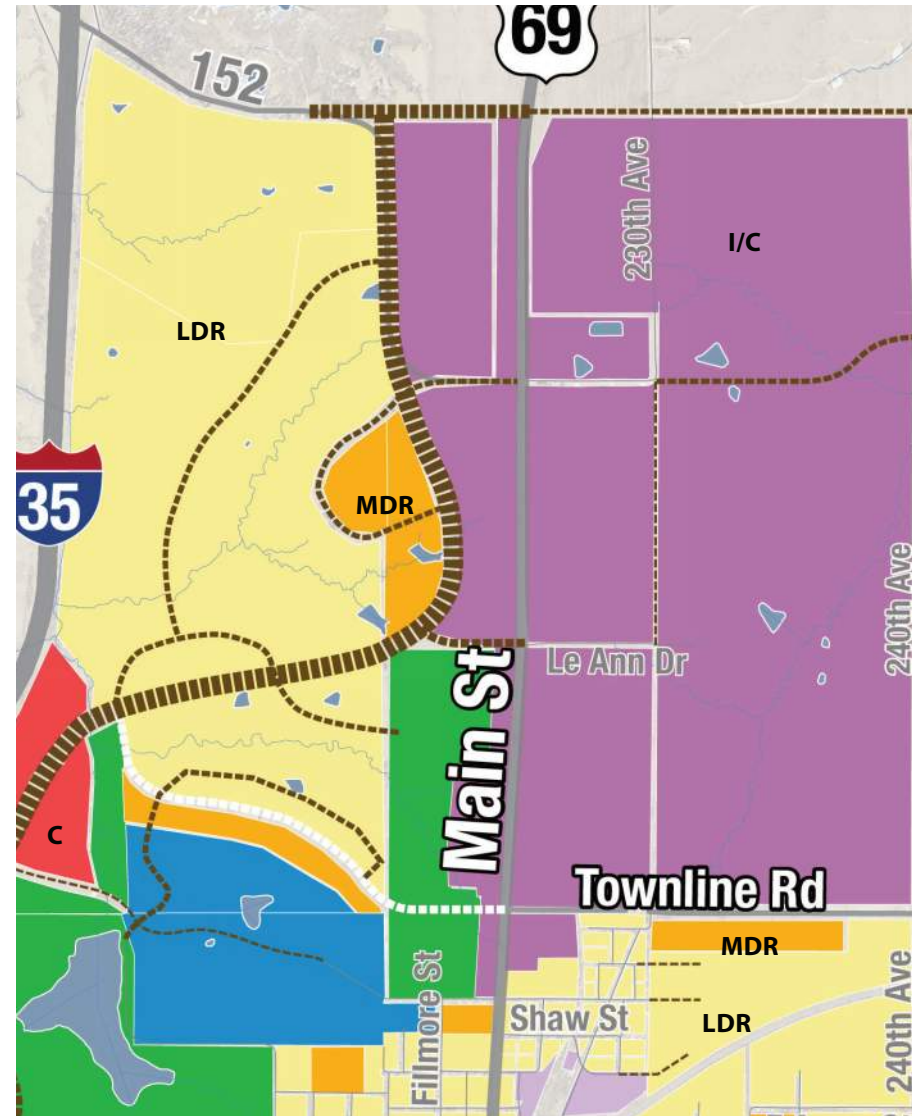 69
152
230th Ave
I/C
LDR
35
MDR
240th Ave
Le Ann Dr
Main St
C
Townline Rd
MDR
Fillmore St
Shaw St
LDR
240th Ave